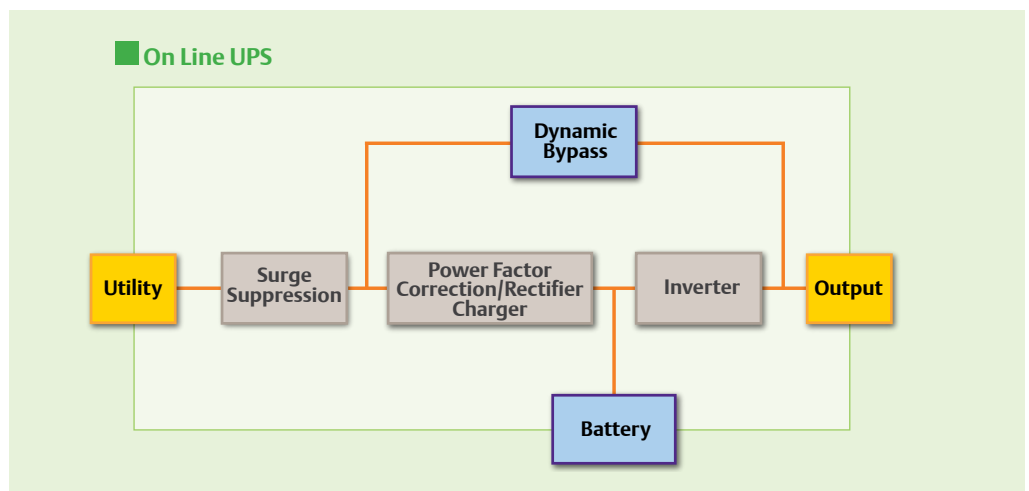 On Line UPS
Dynamic
Bypass
Utility
Surge
Suppression
Power Factor
Correction/Rectifier
Charger
Inverter
Output
Battery